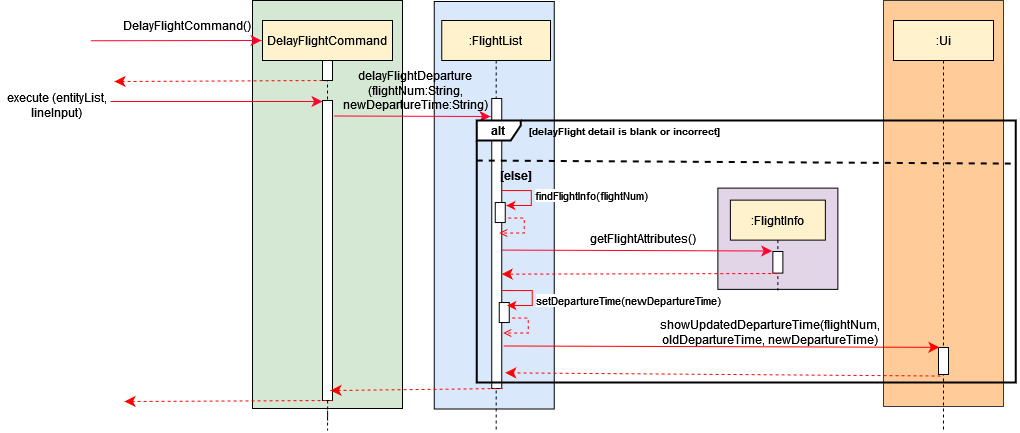 DelayFlightCommand()
DelayFlightCommand
:FlightList
:Ui
delayFlightDeparture
(flightNum:String,
newDepartureTime:String)
execute (entityList,
lineInput)
alt
[delayFlight detail is blank or incorrect]
[else]
findFlightInfo(flightNum)
:FlightInfo
getFlightAttributes()
setDepartureTime(newDepartureTime)
showUpdatedDepartureTime(flightNum,
oldDepartureTime, newDepartureTime)